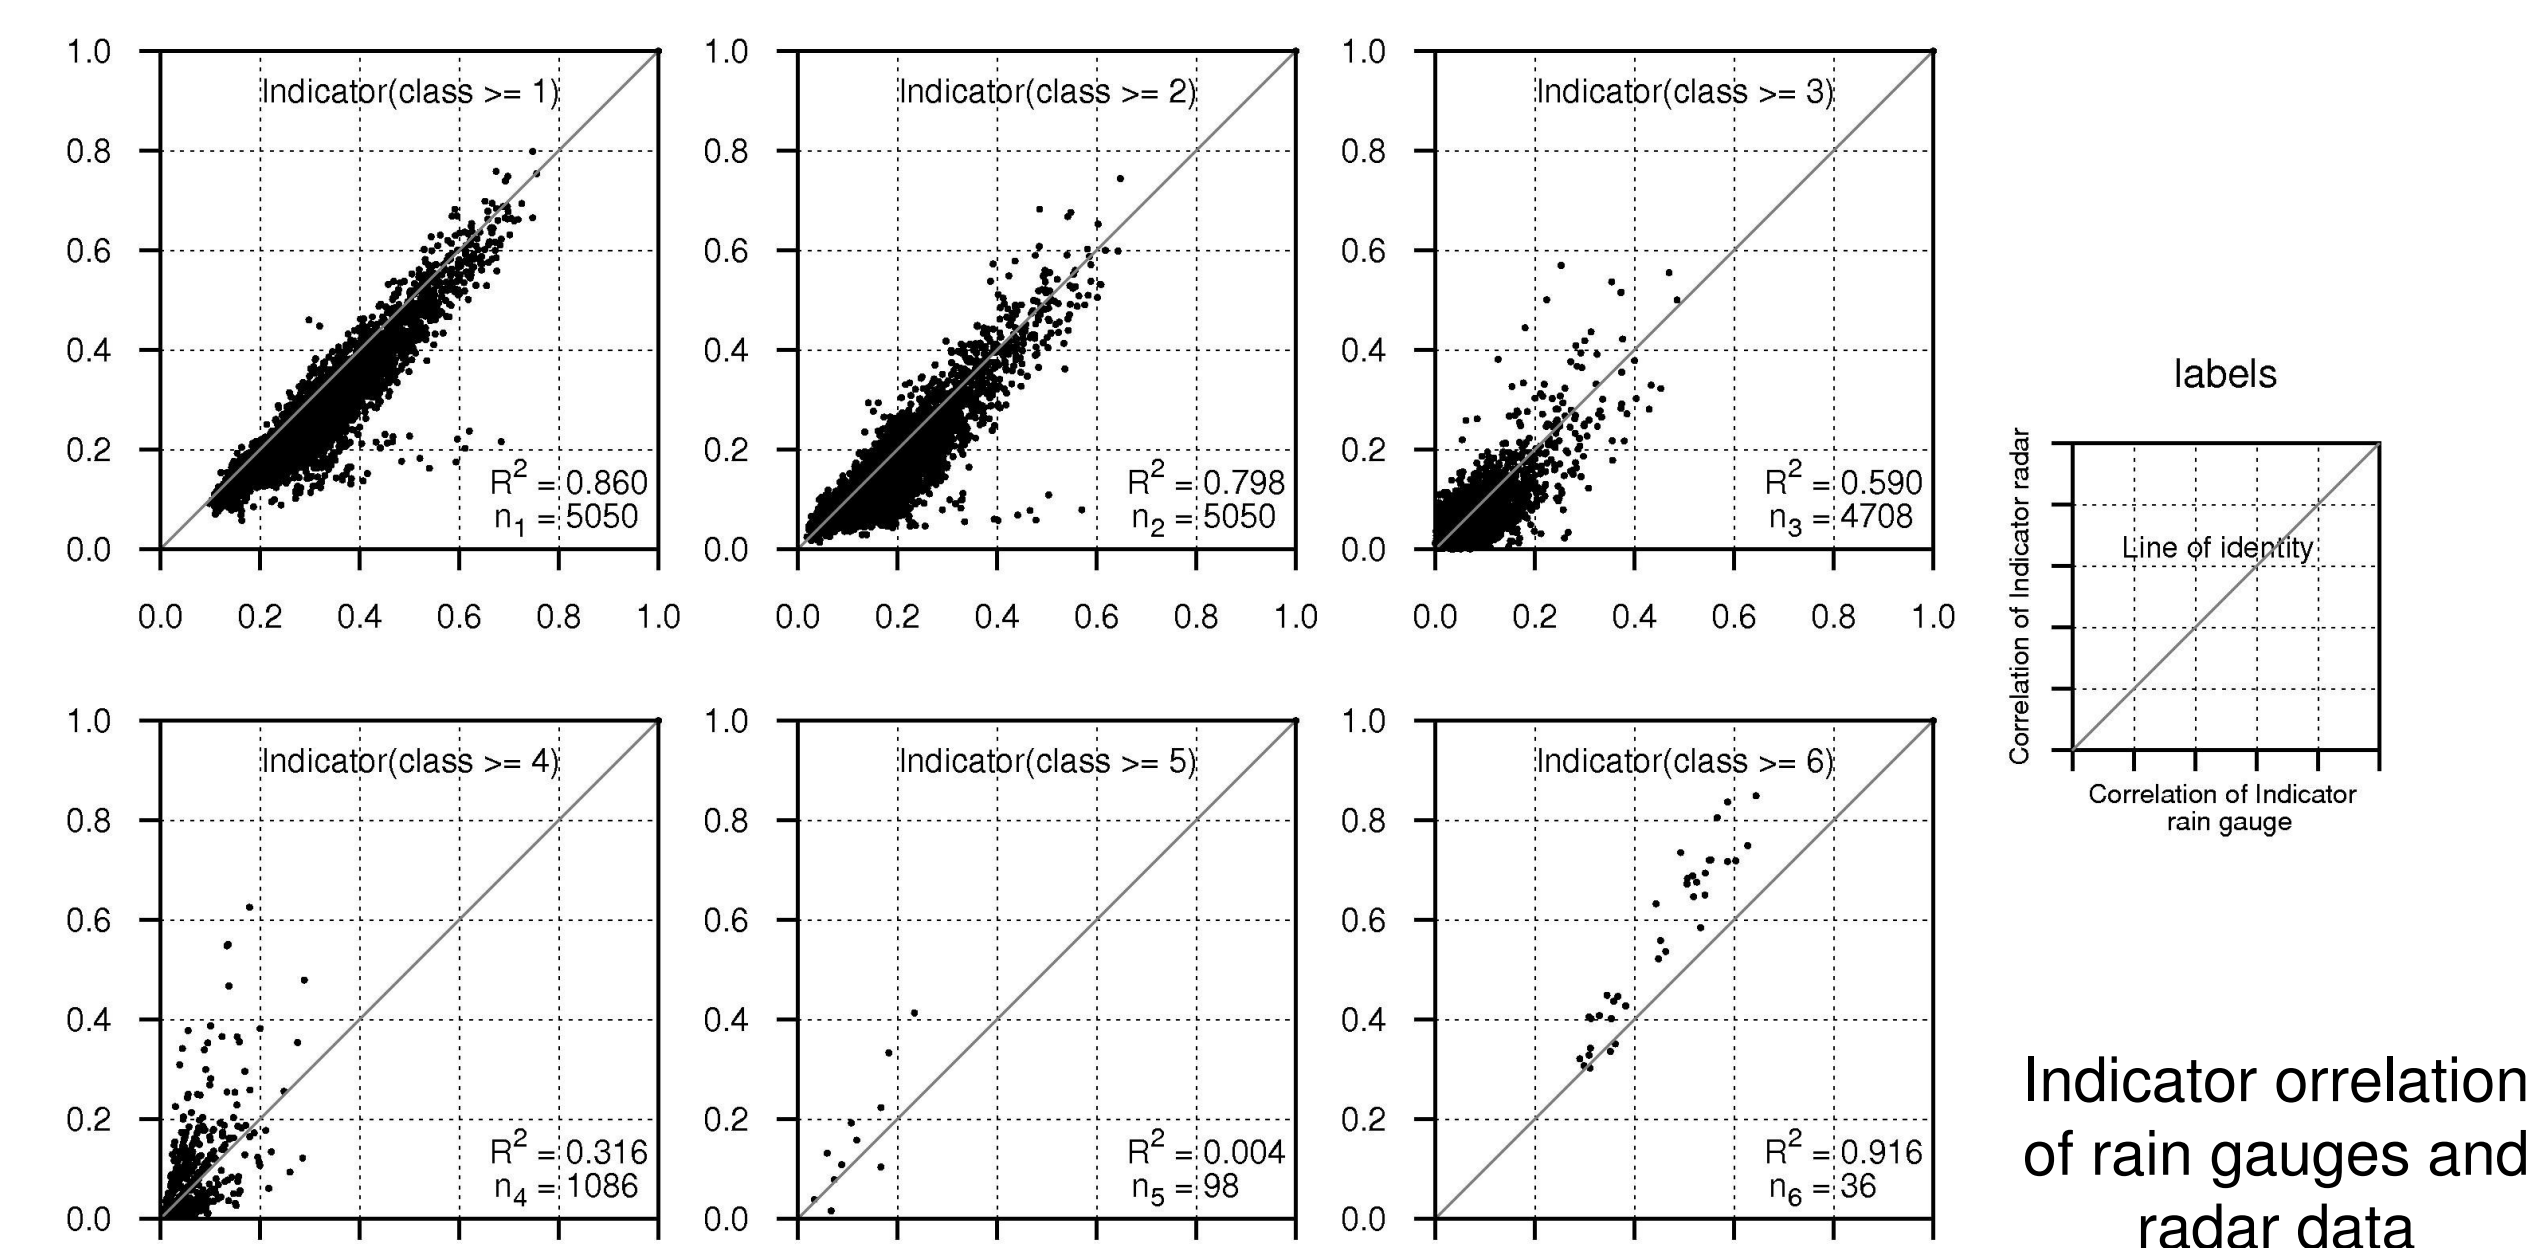 1.0 1.0 1.0
Indicator(class >= 1) Indicator(class >= 2) Indicator(class >= 3)
0.8 0.8 0.8
0.6 0.6 0.6
0.4 0.4 0.4
0.2 0.2 0.2
R2 = 0.860 R2 = 0.798 R2 = 0.590
n1 = 5050 n2 = 5050 n3 = 4708
0.0 0.0 0.0
0.0 0.2 0.4 0.6 0.8 1.0 0.0 0.2 0.4 0.6 0.8 1.0 0.0 0.2 0.4 0.6 0.8 1.0
1.0 1.0 1.0
Indicator(class >= 4) Indicator(class >= 5) Indicator(class >= 6)
0.8 0.8 0.8
0.6 0.6 0.6
0.4 0.4 0.4
0.2 0.2 0.2
R2 = 0.316 R2 = 0.004 R2 = 0.916
n4 = 1086 n5 = 98 n6 = 36
0.0 0.0 0.0
labels
Correlation of Indicator radar
Line of identity
Correlation of Indicator
rain gauge
Indicator orrelation
of rain gauges and
radar data